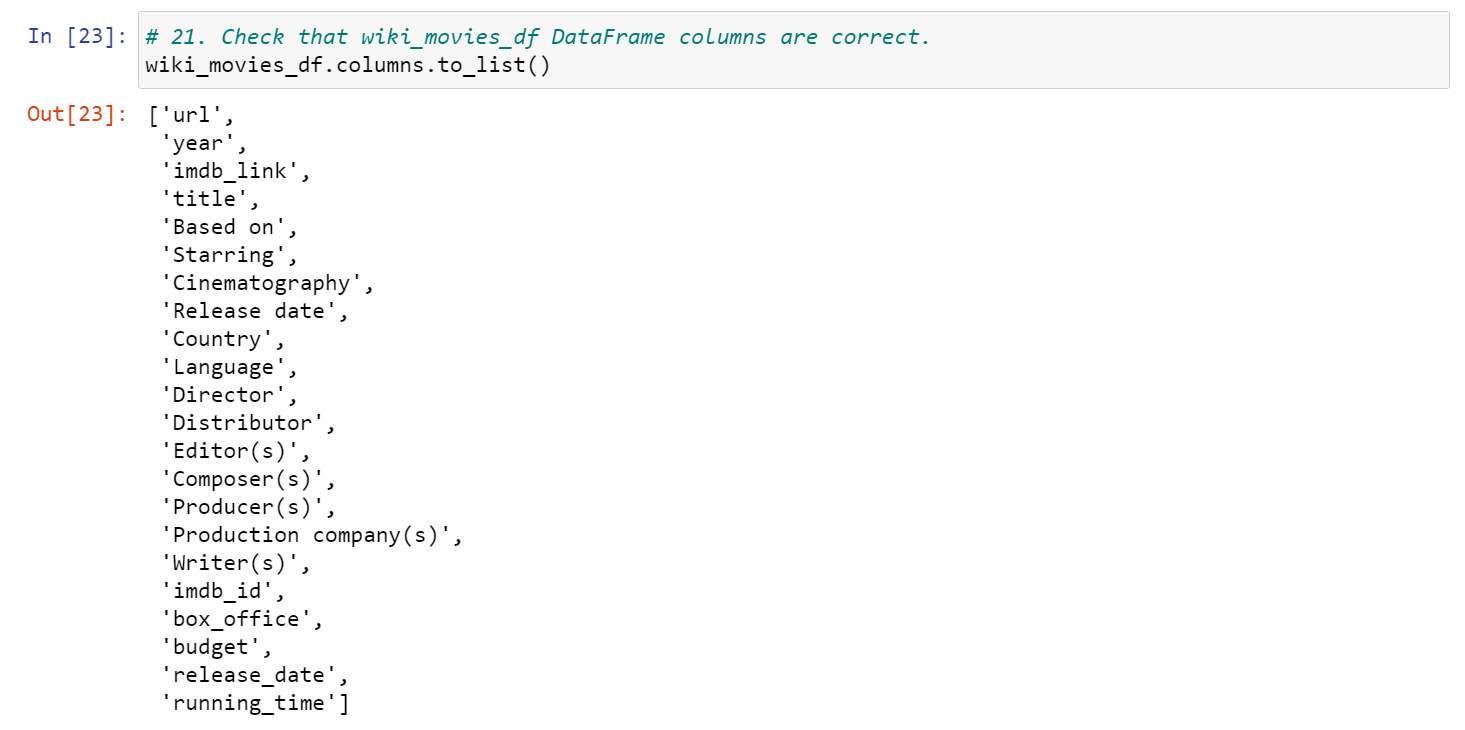 In [23]: # 21. Check that wiki_movies_df DataFrame columns are correct.
wiki_movies_df.columns.to_list()
Out[23]: ['url',
'year',
'imdb_link',
'title',
'Based on',
'Starring',
'Cinematography',
'Release date',
'Country',
'Language',
'Director',
'Distributor',
'Editor(s)',
'Composer(s)',
'Producer(s)',
'Production company(s)',
'Writer(s)',
'imdb_id',
'box_office',
'budget',
'release_date',
'running_time']